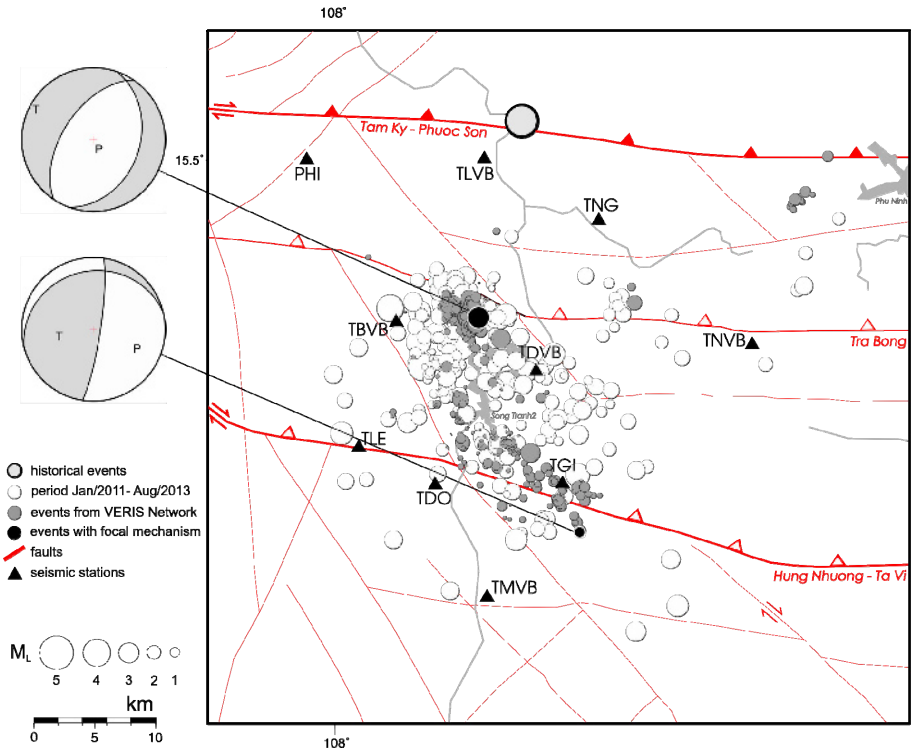 108°
T
P
15.5°
Tam Ky - Phuoc Son
PHI
TLVB
TNG
Phu Ninh
T
P
TBVB
TDVB
TNVB
Tra Bong
Song Tranh2
TLE
TGI
TDO
Hung Nhuong - Ta Vi
TMVB
historical events
period Jan/2011- Aug/2013
events from VERIS Network
events with focal mechanism
faults
seismic stations
ML
5 4 3 2 1
km
0 5 10
108°